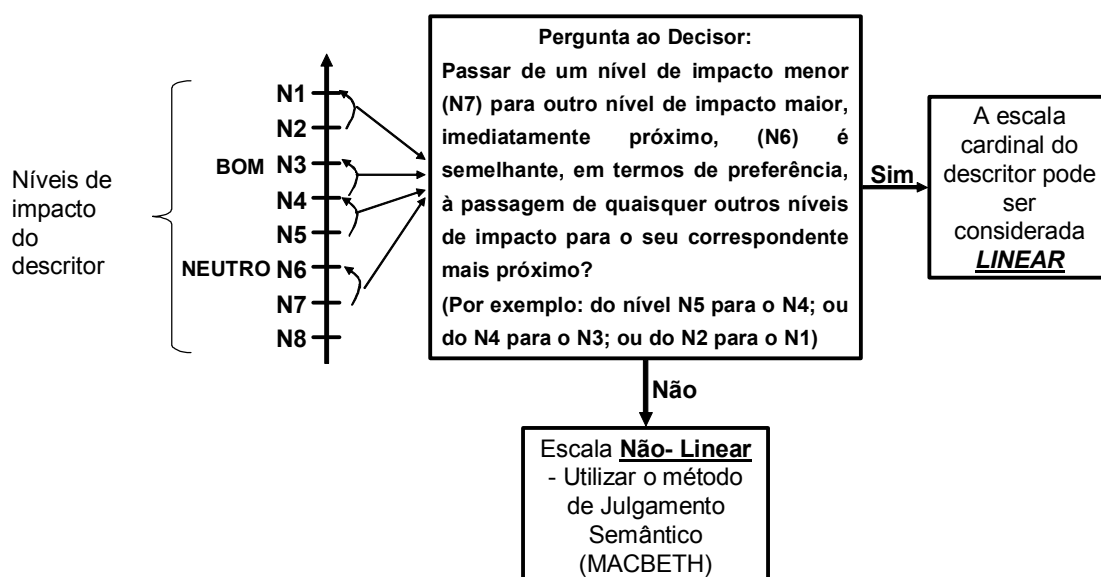 Níveis de
impacto
do
descritor
N1
N2
BOM N3
N4
N5
NEUTRO N6
N7
N8
Pergunta ao Decisor:
Passar de um nível de impacto menor
(N7) para outro nível de impacto maior,
imediatamente próximo, (N6) é
semelhante, em termos de preferência,
à passagem de quaisquer outros níveis
de impacto para o seu correspondente
mais próximo?
(Por exemplo: do nível N5 para o N4; ou
do N4 para o N3; ou do N2 para o N1)
Sim
A escala
cardinal do
descritor pode
ser
considerada
LINEAR
Não
Escala Não- Linear
- Utilizar o método
de Julgamento
Semântico
(MACBETH)